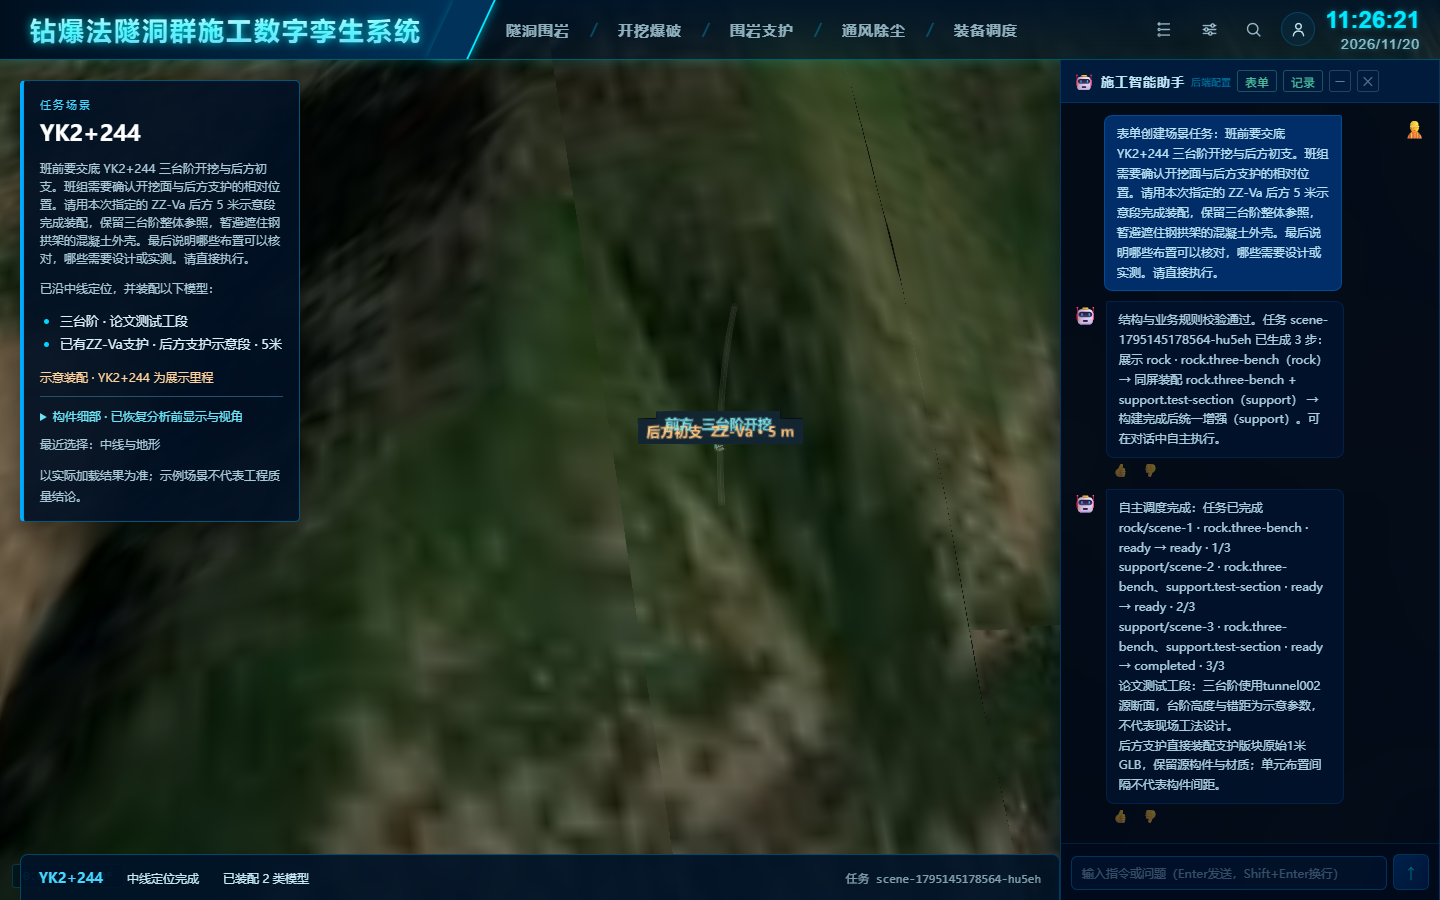 钻爆法隧洞群施工数字孪生系统
隧洞围岩 / 开挖爆破 / 围岩支护 / 通风除尘 / 装备调度
11:26:21
2026/11/20
任务场景
YK2+244
班前要交底 YK2+244 三台阶开挖与后方初
支。班组需要确认开挖面与后方支护的相对位
置。请用本次指定的 ZZ-Va 后方 5 米示意段
完成装配，保留三台阶整体参照，暂避遮住钢
拱架的混凝土外壳。最后说明哪些布置可以核
对，哪些需要设计或实测。请直接执行。
已沿中线定位，并装配以下模型：
三台阶 · 论文测试工段
已有ZZ-Va支护 · 后方支护示意段 · 5米
示意装配 · YK2+244 为展示里程
构件细部 · 已恢复分析前显示与视角
最近选择：中线与地形
以实际加载结果为准；示例场景不代表工程质
量结论。
前方 三台阶开挖
后方初支 ZZ-Va · 5 m
施工智能助手 后端配置 表单 记录
表单创建场景任务：班前要交底
YK2+244 三台阶开挖与后方初支。班组
需要确认开挖面与后方支护的相对位
置。请用本次指定的 ZZ-Va 后方 5 米示
意段完成装配，保留三台阶整体参照，
暂避遮住钢拱架的混凝土外壳。最后说
明哪些布置可以核对，哪些需要设计或
实测。请直接执行。
结构与业务规则校验通过。任务 scene-
1795145178564-hu5eh 已生成 3 步：
展示 rock · rock.three-bench（rock）
→ 同屏装配 rock.three-bench +
support.test-section（support） →
构建完成后统一增强（support）。可
在对话中自主执行。
自主调度完成：任务已完成
rock/scene-1 · rock.three-bench ·
ready → ready · 1/3
support/scene-2 · rock.three-
bench、support.test-section · ready
→ ready · 2/3
support/scene-3 · rock.three-
bench、support.test-section · ready
→ completed · 3/3
论文测试工段：三台阶使用tunnel002
源断面，台阶高度与错距为示意参数，
不代表现场工法设计。
后方支护直接装配支护版块原始1米
GLB，保留源构件与材质；单元布置间
隔不代表构件间距。
输入指令或问题（Enter发送，Shift+Enter换行）
YK2+244 中线定位完成 已装配 2 类模型 任务 scene-1795145178564-hu5eh